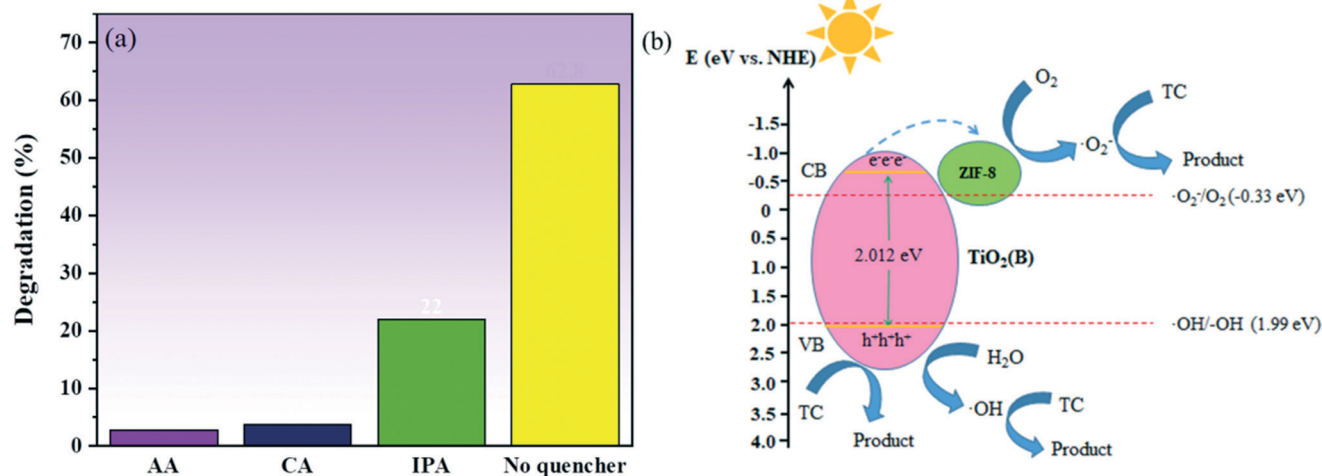 (a)
Degradation (%)
70
60
50
40
30
20
10
0
62.8
22
AA CA IPA No quencher
(b)
E (eV vs. NHE)
-1.5
-1.0
-0.5
0
0.5
1.0
1.5
2.0
2.5
3.0
3.5
4.0
CB
VB
e⁻e⁻e⁻
2.012 eV
h⁺h⁺h⁺
ZIF-8
TiO₂(B)
O₂
·O₂⁻
TC
Product
·O₂⁻/O₂ (-0.33 eV)
·OH/-OH (1.99 eV)
H₂O
·OH
TC
Product
TC
Product